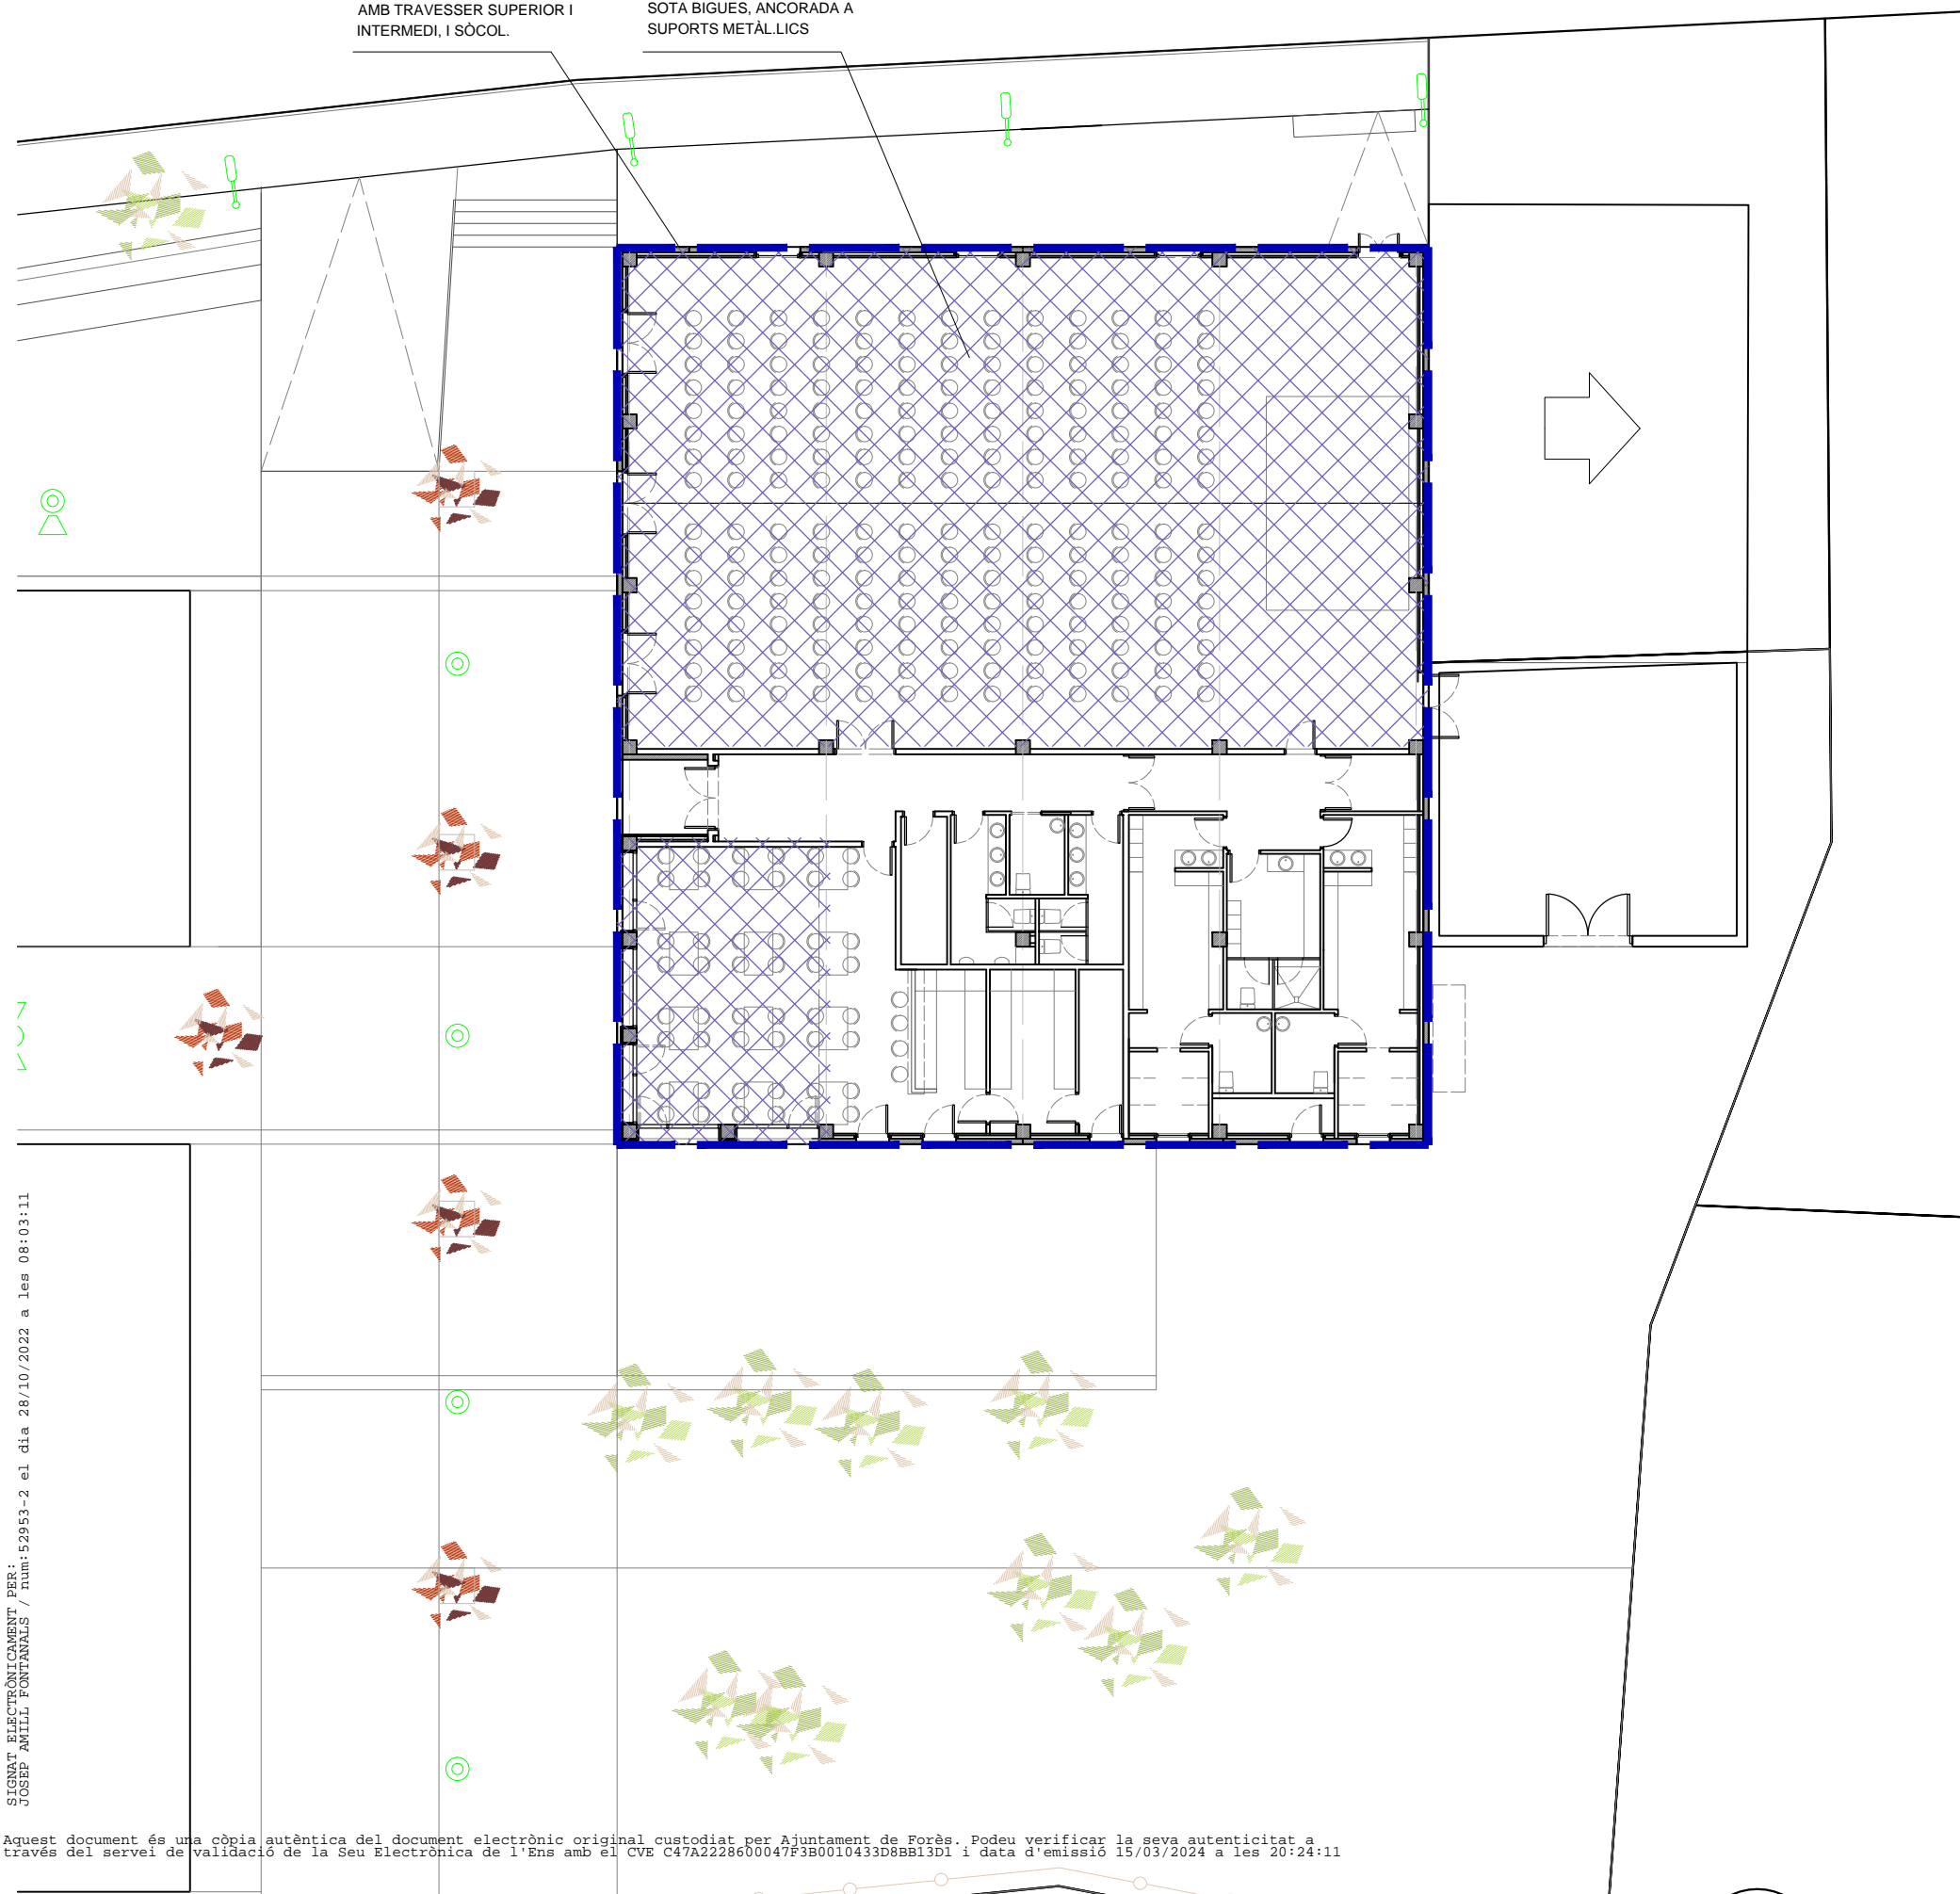 AMB TRAVESSER SUPERIOR I
INTERMEDI, I SÒCOL.
SOTA BIGUES, ANCORADA A
SUPORTS METÀL.LICS
SIGNAT ELECTRÒNICAMENT PER:
JOSEP AMILL FONTANALS / num:52953-2 el dia 28/10/2022 a les 08:03:11
Aquest document és una còpia autèntica del document electrònic original custodiat per Ajuntament de Forès. Podeu verificar la seva autenticitat a
través del servei de validació de la Seu Electrònica de l'Ens amb el CVE C47A2228600047F3B0010433D8BB13D1 i data d'emissió 15/03/2024 a les 20:24:11